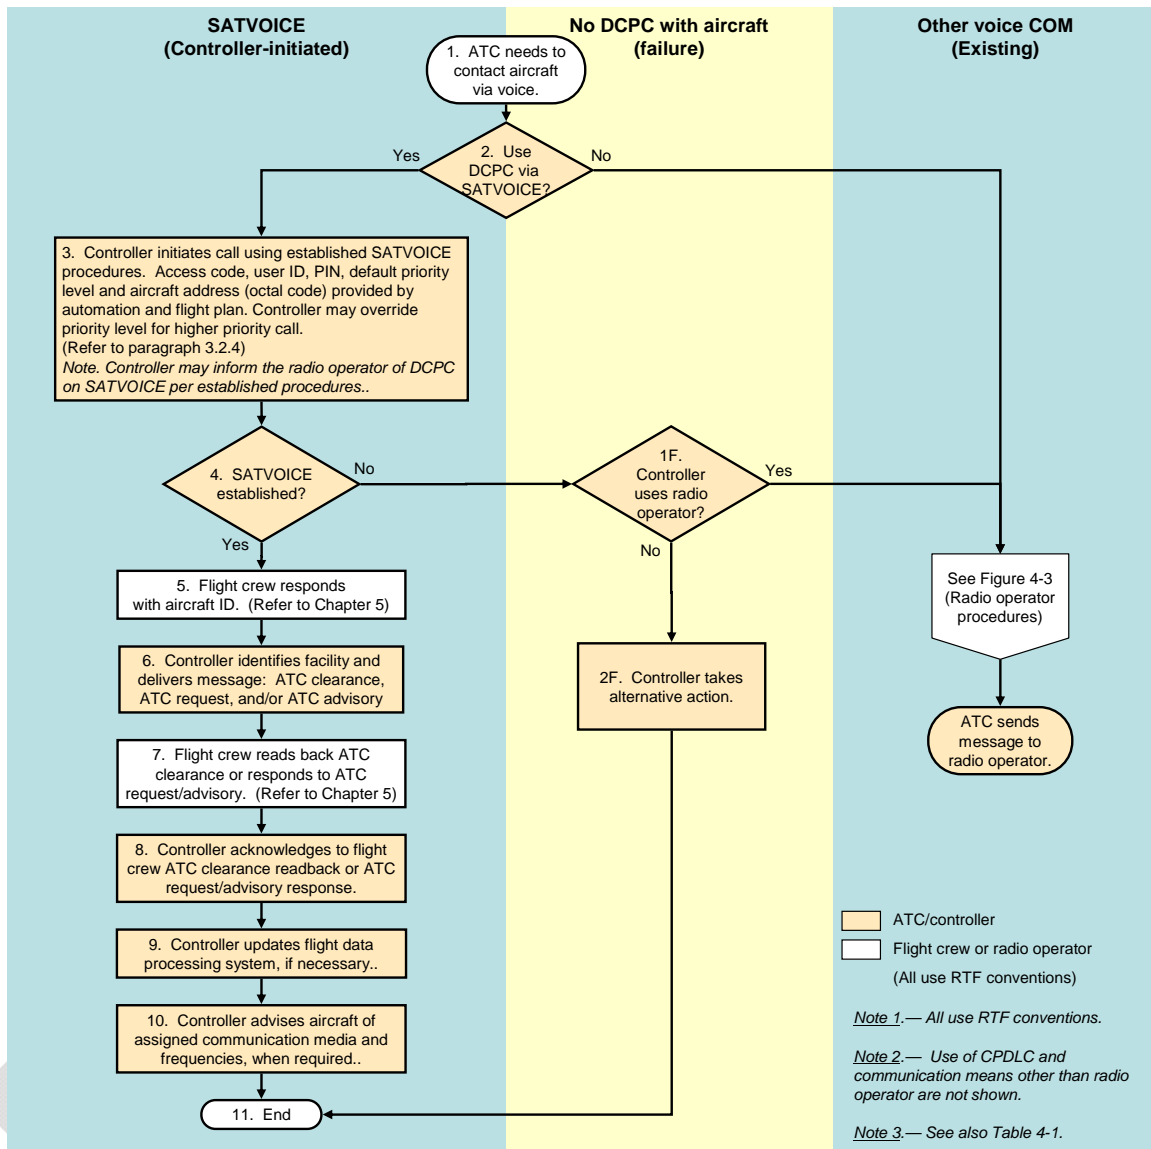 SATVOICE
(Controller-initiated)
No DCPC with aircraft
(failure)
Other voice COM
(Existing)
1. ATC needs to
contact aircraft
via voice.
2. Use
DCPC via
SATVOICE?
Yes
No
3. Controller initiates call using established SATVOICE
procedures. Access code, user ID, PIN, default priority
level and aircraft address (octal code) provided by
automation and flight plan. Controller may override
priority level for higher priority call.
(Refer to paragraph 3.2.4)
Note. Controller may inform the radio operator of DCPC
on SATVOICE per established procedures..
4. SATVOICE
established?
No
Yes
1F.
Controller
uses radio
operator?
Yes
No
5. Flight crew responds
with aircraft ID. (Refer to Chapter 5)
6. Controller identifies facility and
delivers message: ATC clearance,
ATC request, and/or ATC advisory
7. Flight crew reads back ATC
clearance or responds to ATC
request/advisory. (Refer to Chapter 5)
8. Controller acknowledges to flight
crew ATC clearance readback or ATC
request/advisory response.
9. Controller updates flight data
processing system, if necessary..
10. Controller advises aircraft of
assigned communication media and
frequencies, when required..
11. End
2F. Controller takes
alternative action.
See Figure 4-3
(Radio operator
procedures)
ATC sends
message to
radio operator.
ATC/controller
Flight crew or radio operator
(All use RTF conventions)
Note 1.— All use RTF conventions.
Note 2.— Use of CPDLC and
communication means other than radio
operator are not shown.
Note 3.— See also Table 4-1.